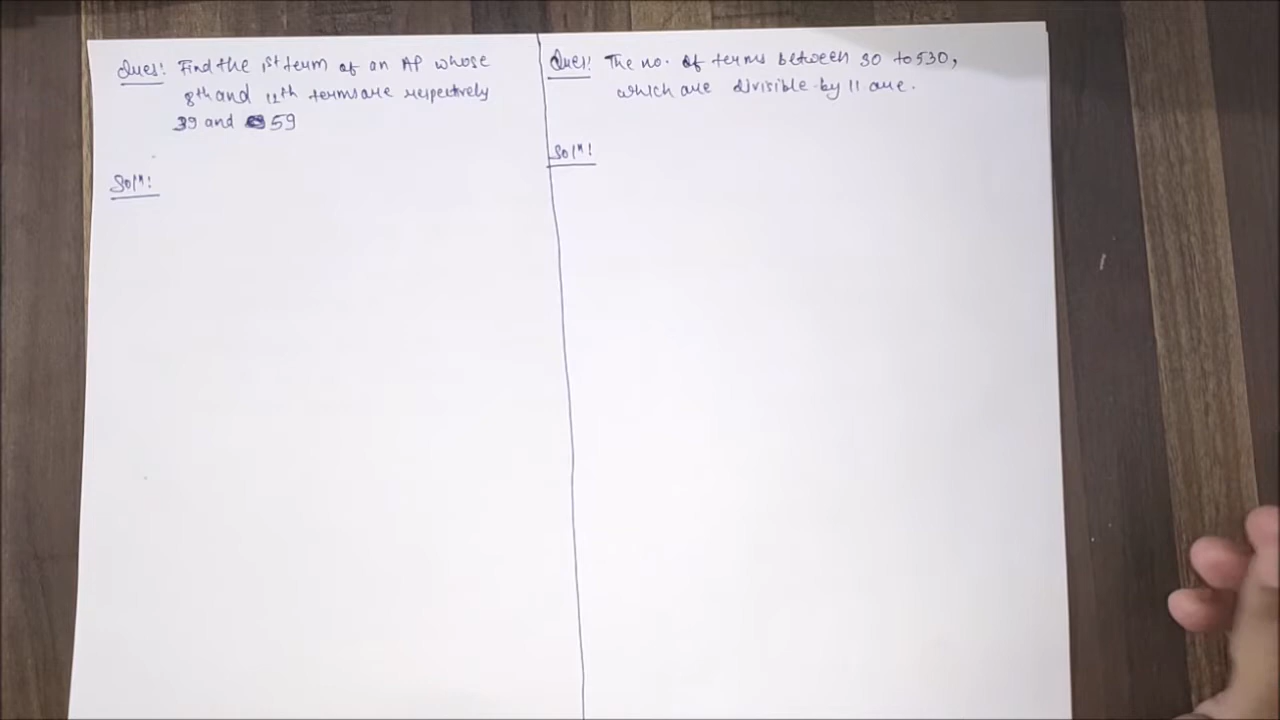 Ques: Find the 1st term of an AP whose
8th and 12th terms are respectively
39 and 59
Solⁿ:
Ques: The no. of terms between 30 to 530,
which are divisible by 11 are.
Solⁿ: